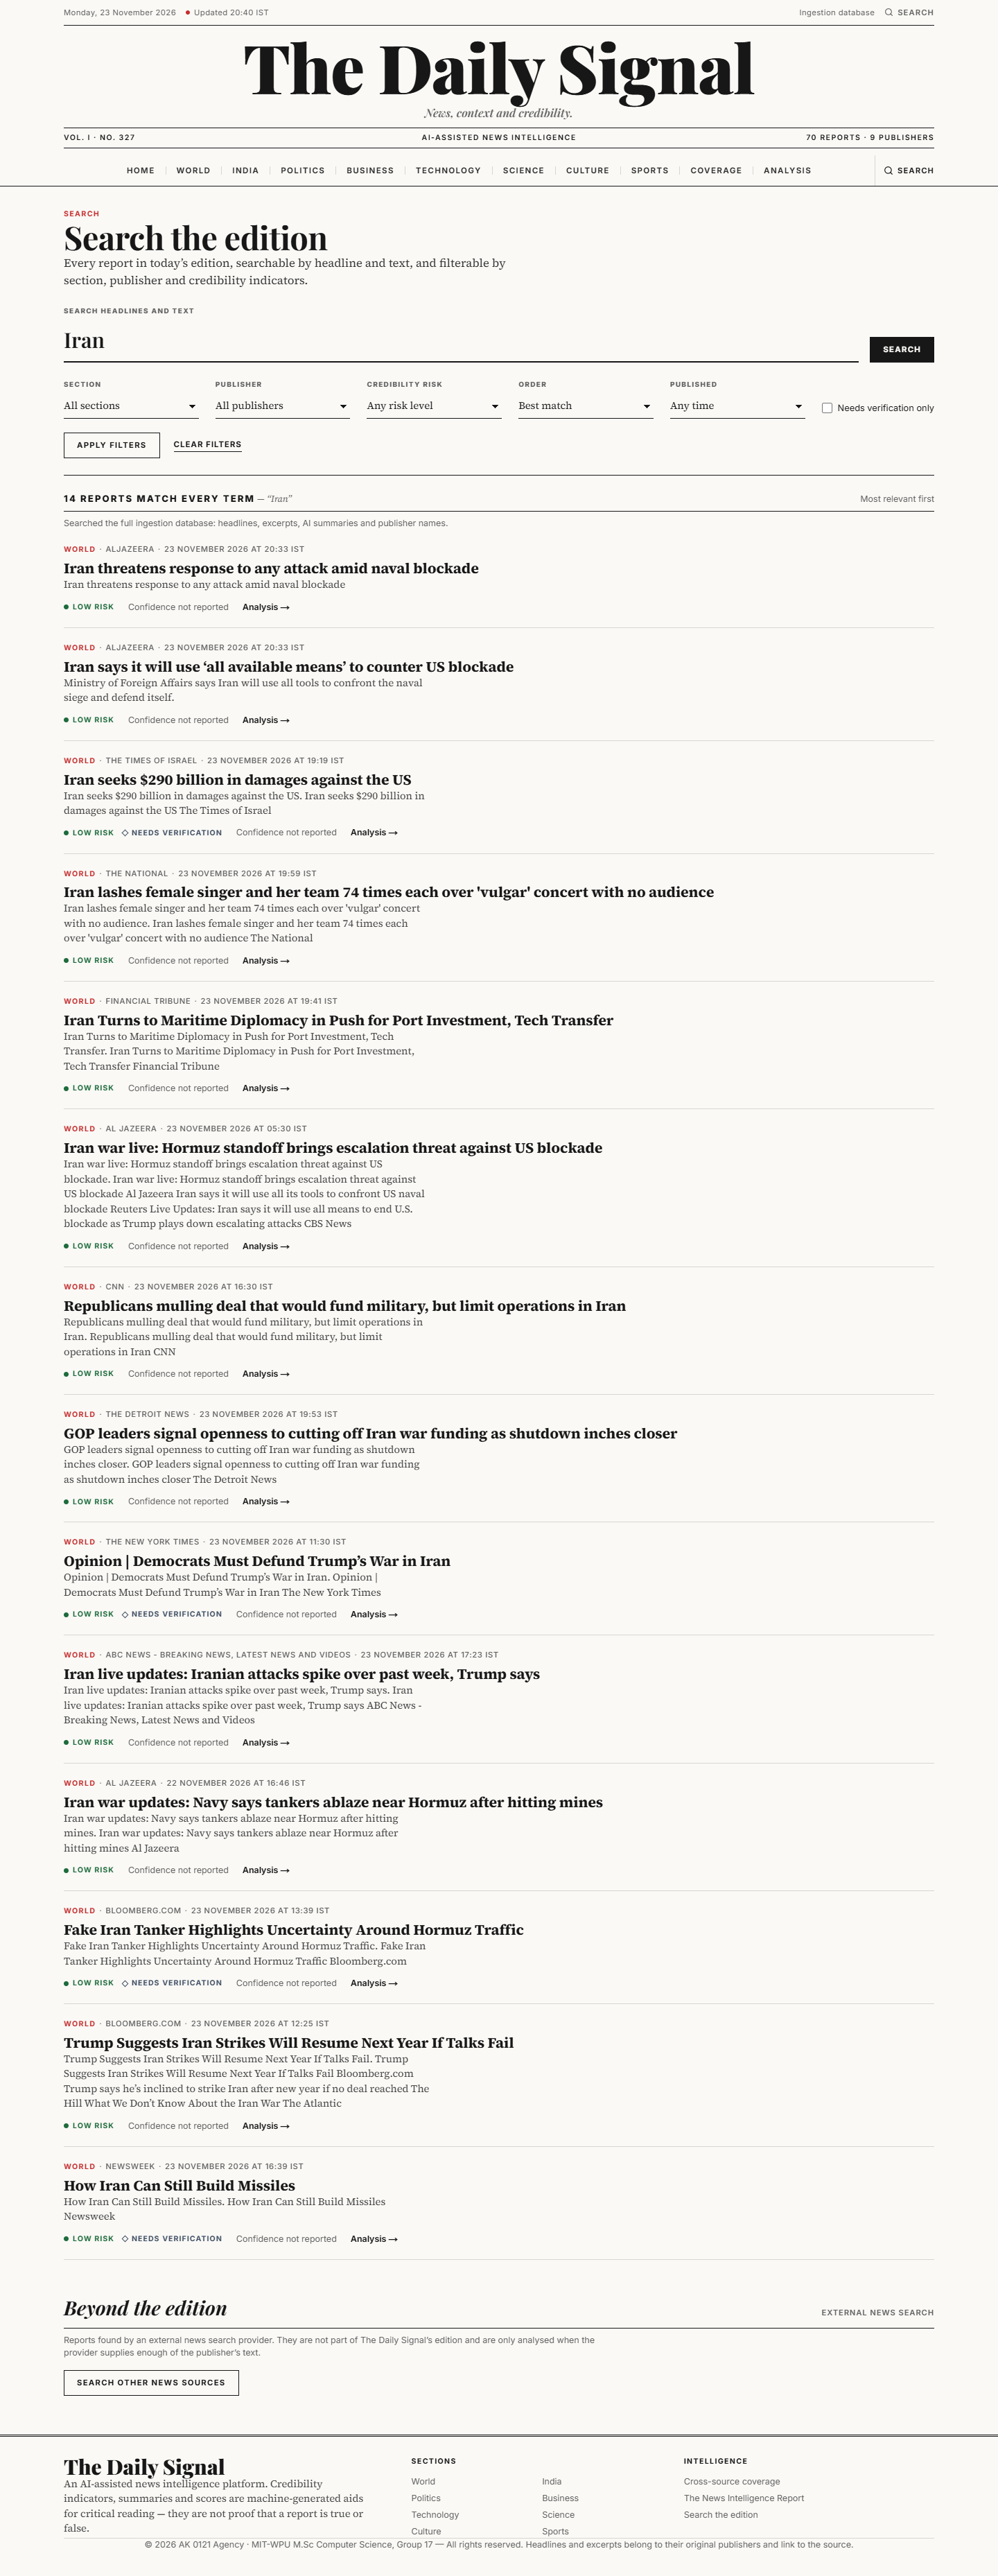 Monday, 23 November 2026 • Updated 20:40 IST
Ingestion database SEARCH
The Daily Signal
News, context and credibility.
VOL. I · NO. 327
AI-ASSISTED NEWS INTELLIGENCE
70 REPORTS · 9 PUBLISHERS
HOME WORLD INDIA POLITICS BUSINESS TECHNOLOGY SCIENCE CULTURE SPORTS COVERAGE ANALYSIS SEARCH
SEARCH
Search the edition
Every report in today’s edition, searchable by headline and text, and filterable by
section, publisher and credibility indicators.
SEARCH HEADLINES AND TEXT
Iran
SEARCH
SECTION PUBLISHER CREDIBILITY RISK ORDER PUBLISHED
All sections All publishers Any risk level Best match Any time Needs verification only
APPLY FILTERS CLEAR FILTERS
14 REPORTS MATCH EVERY TERM — “Iran”
Most relevant first
Searched the full ingestion database: headlines, excerpts, AI summaries and publisher names.
WORLD · ALJAZEERA · 23 NOVEMBER 2026 AT 20:33 IST
Iran threatens response to any attack amid naval blockade
Iran threatens response to any attack amid naval blockade
LOW RISK Confidence not reported Analysis →
WORLD · ALJAZEERA · 23 NOVEMBER 2026 AT 20:33 IST
Iran says it will use ‘all available means’ to counter US blockade
Ministry of Foreign Affairs says Iran will use all tools to confront the naval
siege and defend itself.
LOW RISK Confidence not reported Analysis →
WORLD · THE TIMES OF ISRAEL · 23 NOVEMBER 2026 AT 19:19 IST
Iran seeks $290 billion in damages against the US
Iran seeks $290 billion in damages against the US. Iran seeks $290 billion in
damages against the US The Times of Israel
LOW RISK ◇ NEEDS VERIFICATION Confidence not reported Analysis →
WORLD · THE NATIONAL · 23 NOVEMBER 2026 AT 19:59 IST
Iran lashes female singer and her team 74 times each over 'vulgar' concert with no audience
Iran lashes female singer and her team 74 times each over 'vulgar' concert
with no audience. Iran lashes female singer and her team 74 times each
over 'vulgar' concert with no audience The National
LOW RISK Confidence not reported Analysis →
WORLD · FINANCIAL TRIBUNE · 23 NOVEMBER 2026 AT 19:41 IST
Iran Turns to Maritime Diplomacy in Push for Port Investment, Tech Transfer
Iran Turns to Maritime Diplomacy in Push for Port Investment, Tech
Transfer. Iran Turns to Maritime Diplomacy in Push for Port Investment,
Tech Transfer Financial Tribune
LOW RISK Confidence not reported Analysis →
WORLD · AL JAZEERA · 23 NOVEMBER 2026 AT 05:30 IST
Iran war live: Hormuz standoff brings escalation threat against US blockade
Iran war live: Hormuz standoff brings escalation threat against US
blockade. Iran war live: Hormuz standoff brings escalation threat against
US blockade Al Jazeera Iran says it will use all its tools to confront US naval
blockade Reuters Live Updates: Iran says it will use all means to end U.S.
blockade as Trump plays down escalating attacks CBS News
LOW RISK Confidence not reported Analysis →
WORLD · CNN · 23 NOVEMBER 2026 AT 16:30 IST
Republicans mulling deal that would fund military, but limit operations in Iran
Republicans mulling deal that would fund military, but limit operations in
Iran. Republicans mulling deal that would fund military, but limit
operations in Iran CNN
LOW RISK Confidence not reported Analysis →
WORLD · THE DETROIT NEWS · 23 NOVEMBER 2026 AT 19:53 IST
GOP leaders signal openness to cutting off Iran war funding as shutdown inches closer
GOP leaders signal openness to cutting off Iran war funding as shutdown
inches closer. GOP leaders signal openness to cutting off Iran war funding
as shutdown inches closer The Detroit News
LOW RISK Confidence not reported Analysis →
WORLD · THE NEW YORK TIMES · 23 NOVEMBER 2026 AT 11:30 IST
Opinion | Democrats Must Defund Trump’s War in Iran
Opinion | Democrats Must Defund Trump’s War in Iran. Opinion |
Democrats Must Defund Trump’s War in Iran The New York Times
LOW RISK ◇ NEEDS VERIFICATION Confidence not reported Analysis →
WORLD · ABC NEWS - BREAKING NEWS, LATEST NEWS AND VIDEOS · 23 NOVEMBER 2026 AT 17:23 IST
Iran live updates: Iranian attacks spike over past week, Trump says
Iran live updates: Iranian attacks spike over past week, Trump says. Iran
live updates: Iranian attacks spike over past week, Trump says ABC News -
Breaking News, Latest News and Videos
LOW RISK Confidence not reported Analysis →
WORLD · AL JAZEERA · 22 NOVEMBER 2026 AT 16:46 IST
Iran war updates: Navy says tankers ablaze near Hormuz after hitting mines
Iran war updates: Navy says tankers ablaze near Hormuz after hitting
mines. Iran war updates: Navy says tankers ablaze near Hormuz after
hitting mines Al Jazeera
LOW RISK Confidence not reported Analysis →
WORLD · BLOOMBERG.COM · 23 NOVEMBER 2026 AT 13:39 IST
Fake Iran Tanker Highlights Uncertainty Around Hormuz Traffic
Fake Iran Tanker Highlights Uncertainty Around Hormuz Traffic. Fake Iran
Tanker Highlights Uncertainty Around Hormuz Traffic Bloomberg.com
LOW RISK ◇ NEEDS VERIFICATION Confidence not reported Analysis →
WORLD · BLOOMBERG.COM · 23 NOVEMBER 2026 AT 12:25 IST
Trump Suggests Iran Strikes Will Resume Next Year If Talks Fail
Trump Suggests Iran Strikes Will Resume Next Year If Talks Fail. Trump
Suggests Iran Strikes Will Resume Next Year If Talks Fail Bloomberg.com
Trump says he’s inclined to strike Iran after new year if no deal reached The
Hill What We Don’t Know About the Iran War The Atlantic
LOW RISK Confidence not reported Analysis →
WORLD · NEWSWEEK · 23 NOVEMBER 2026 AT 16:39 IST
How Iran Can Still Build Missiles
How Iran Can Still Build Missiles. How Iran Can Still Build Missiles
Newsweek
LOW RISK ◇ NEEDS VERIFICATION Confidence not reported Analysis →
Beyond the edition
EXTERNAL NEWS SEARCH
Reports found by an external news search provider. They are not part of The Daily Signal’s edition and are only analysed when the
provider supplies enough of the publisher’s text.
SEARCH OTHER NEWS SOURCES
The Daily Signal
An AI-assisted news intelligence platform. Credibility
indicators, summaries and scores are machine-generated aids
for critical reading — they are not proof that a report is true or
false.
SECTIONS
World India
Politics Business
Technology Science
Culture Sports
INTELLIGENCE
Cross-source coverage
The News Intelligence Report
Search the edition
© 2026 AK 0121 Agency · MIT-WPU M.Sc Computer Science, Group 17 — All rights reserved. Headlines and excerpts belong to their original publishers and link to the source.